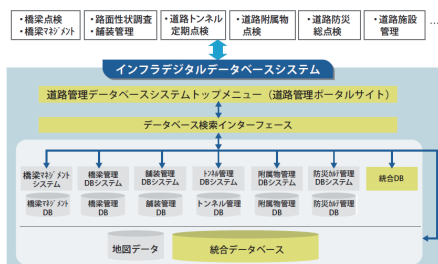 ・橋梁点検
・橋梁ﾏﾈｼﾞﾒﾝﾄ
・路面性状調査
・舗装管理
・道路トンネル
定期点検
・道路附属物
点検
・道路防災
総点検
・道路施設
管理
…
インフラデジタルデータベースシステム
道路管理データベースシステムトップメニュー（道路管理ポータルサイト）
データベース検索インターフェース
橋梁ﾏﾈｼﾞﾒﾝﾄ
システム
橋梁管理
DBシステム
舗装管理
DBシステム
ﾄﾝﾈﾙ管理
DBシステム
附属物管理
DBシステム
防災ｶﾙﾃ管理
DBシステム
統合DB
橋梁ﾏﾈｼﾞﾒﾝﾄ
DB
橋梁管理
DB
舗装管理
DB
トンネル管理
DB
附属物管理
DB
防災ｶﾙﾃ管理
DB
地図データ
統合データベース